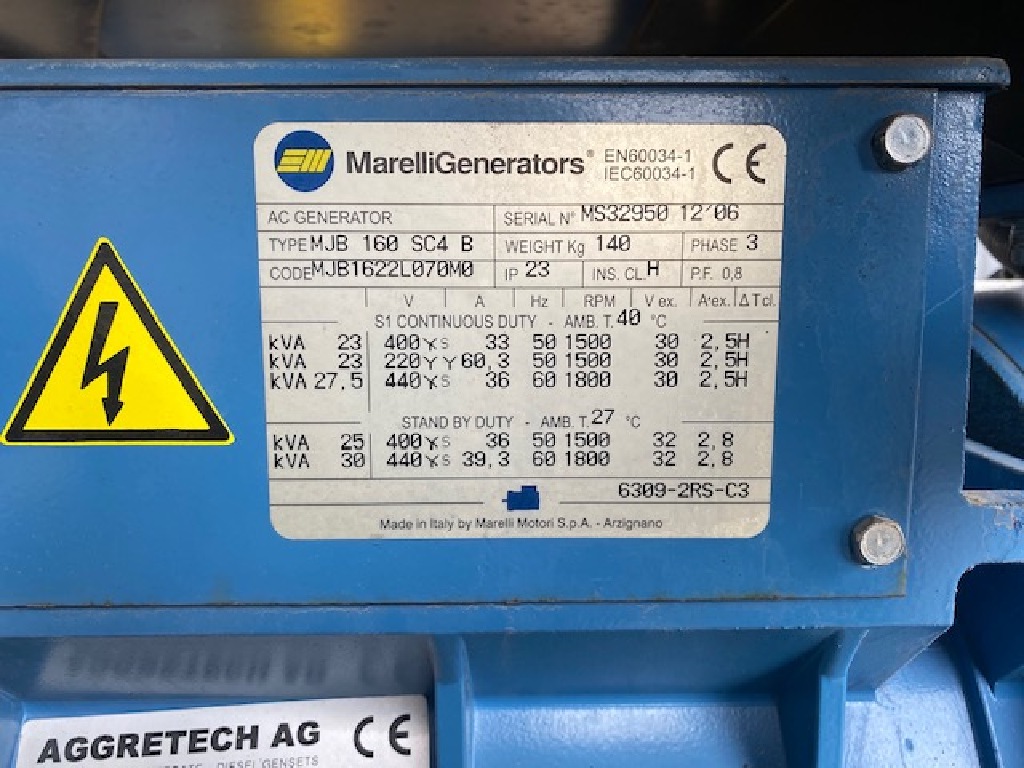 MarelliGenerators® EN60034-1 IEC60034-1 CE
AC GENERATOR SERIAL N° MS32950 12'06
TYPE MJB 160 SC4 B WEIGHT Kg 140 PHASE 3
CODE MJB1622L070M0 IP 23 INS. CL. H P.F. 0,8
V A Hz RPM V ex. A ex. ΔT cl.
S1 CONTINUOUS DUTY - AMB. T. 40 °C
kVA 23 400 Y S 33 50 1500 30 2,5H
kVA 23 220 Y Y 60,3 50 1500 30 2,5H
kVA 27,5 440 Y S 36 60 1800 30 2,5H
STAND BY DUTY - AMB. T. 27 °C
kVA 25 400 Y S 36 50 1500 32 2,8
kVA 30 440 Y S 39,3 60 1800 32 2,8
6309-2RS-C3
Made in Italy by Marelli Motori S.p.A. - Arzignano
AGGRETECH AG CE
DIESEL GENSETS